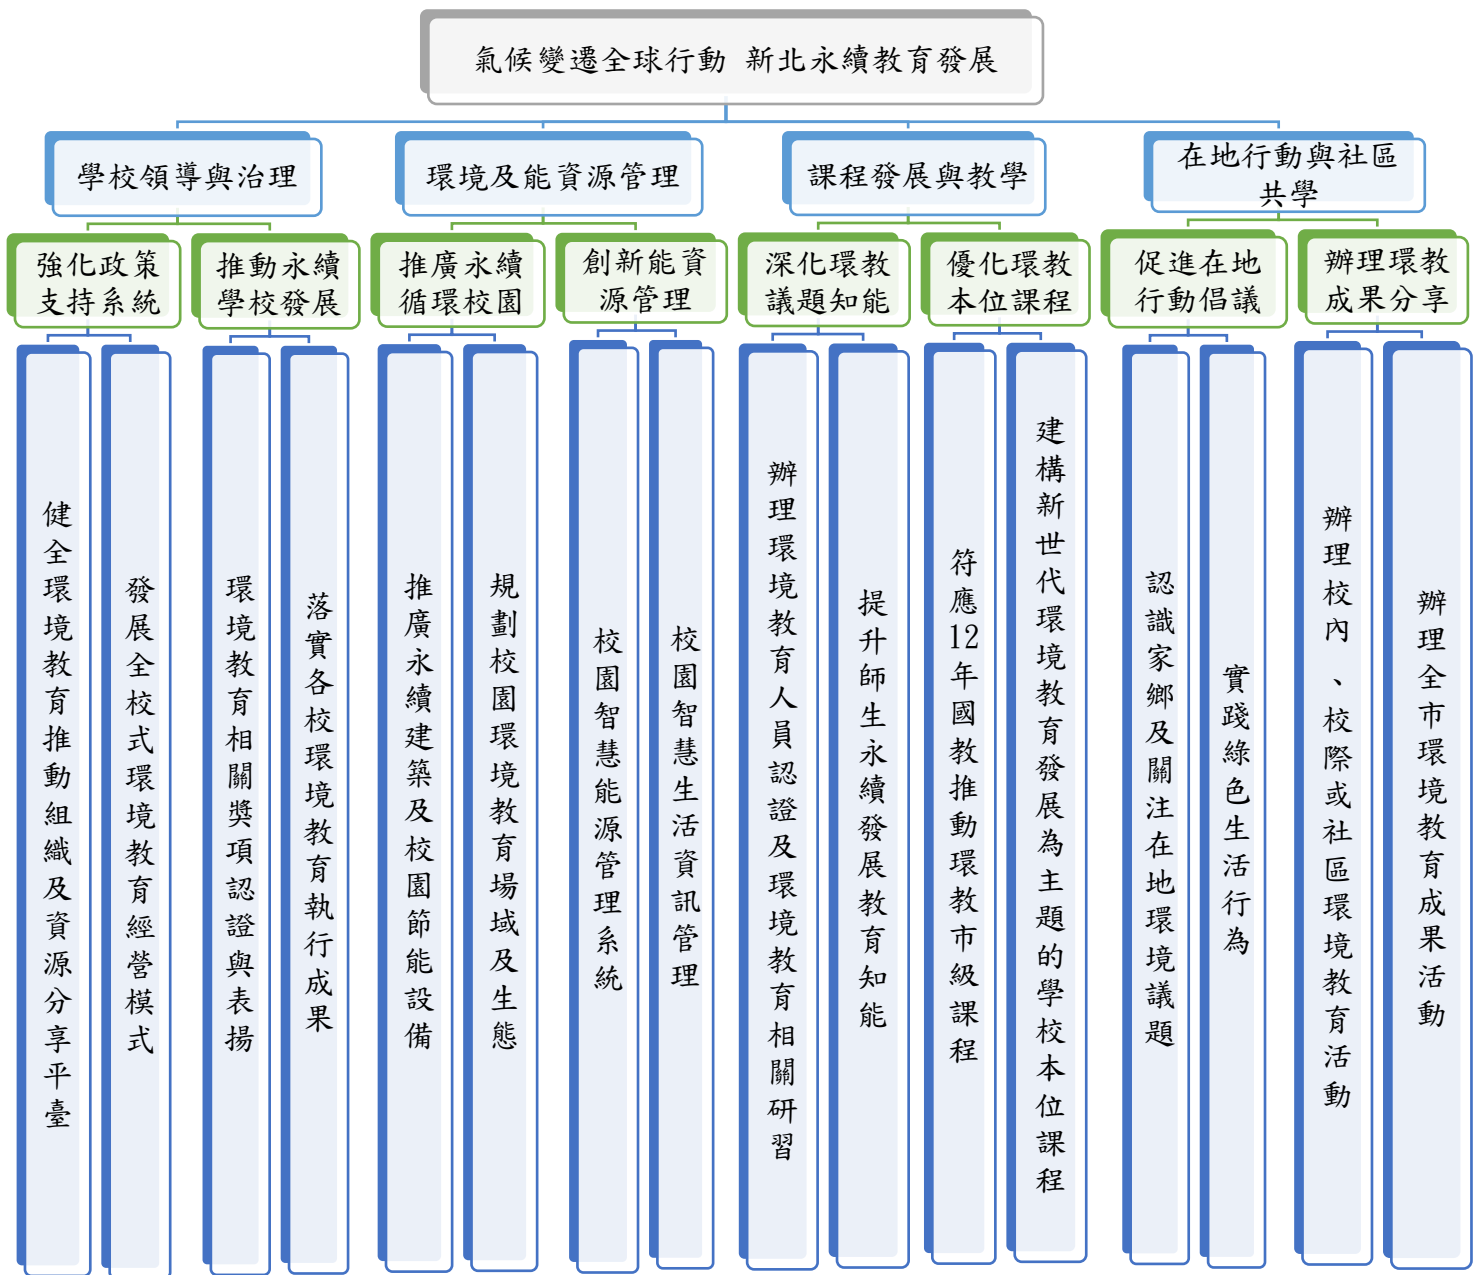 氣候變遷全球行動 新北永續教育發展
學校領導與治理
環境及能資源管理
課程發展與教學
在地行動與社區
共學
強化政策
支持系統
推動永續
學校發展
推廣永續
循環校園
創新能資
源管理
深化環教
議題知能
優化環教
本位課程
促進在地
行動倡議
辦理環教
成果分享
健全環境教育推動組織及資源分享平臺
發展全校式環境教育經營模式
環境教育相關獎項認證與表揚
落實各校環境教育執行成果
推廣永續建築及校園節能設備
規劃校園環境教育場域及生態
校園智慧能源管理系統
校園智慧生活資訊管理
辦理環境教育人員認證及環境教育相關研習
提升師生永續發展教育知能
符應12年國教推動環教市級課程
建構新世代環境教育發展為主題的學校本位課程
認識家鄉及關注在地環境議題
實踐綠色生活行為
辦理校內、校際或社區環境教育活動
辦理全市環境教育成果活動